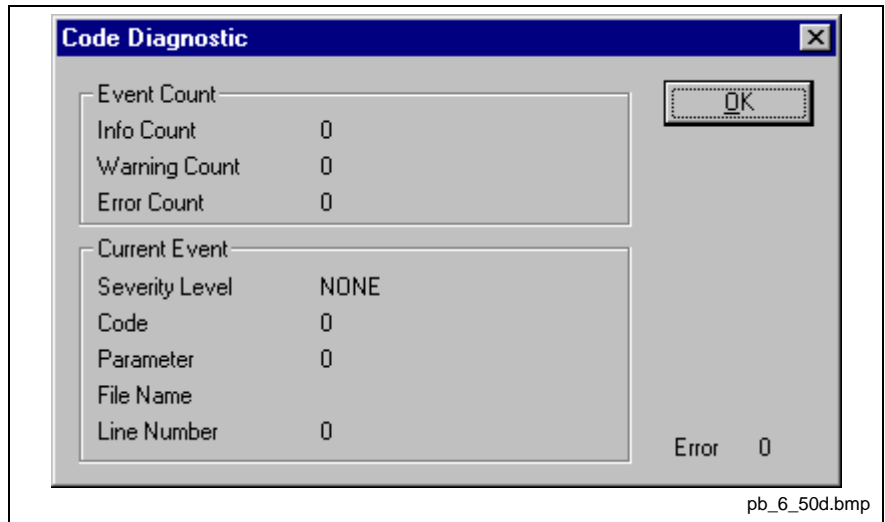 Code Diagnostic
Event Count
OK
Info Count 0
Warning Count 0
Error Count 0
Current Event
Severity Level NONE
Code 0
Parameter 0
File Name
Line Number 0
Error 0
pb_6_50d.bmp